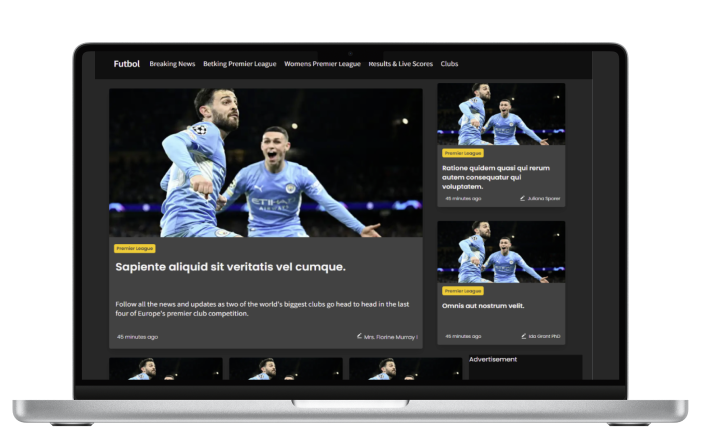 Futbol
Breaking News
Betking Premier League
Womens Premier League
Results & Live Scores
Clubs
Premier League
Sapiente aliquid sit veritatis vel cumque.
Follow all the news and updates as two of the world's biggest clubs go head to head in the last
four of Europe's premier club competition.
45 minutes ago
Mrs. Florine Murray I
Premier League
Ratione quidem quasi qui rerum
autem consequatur qui
voluptatem.
45 minutes ago
Juliana Sporer
Premier League
Omnis aut nostrum velit.
45 minutes ago
Ida Grant PhD
Advertisement